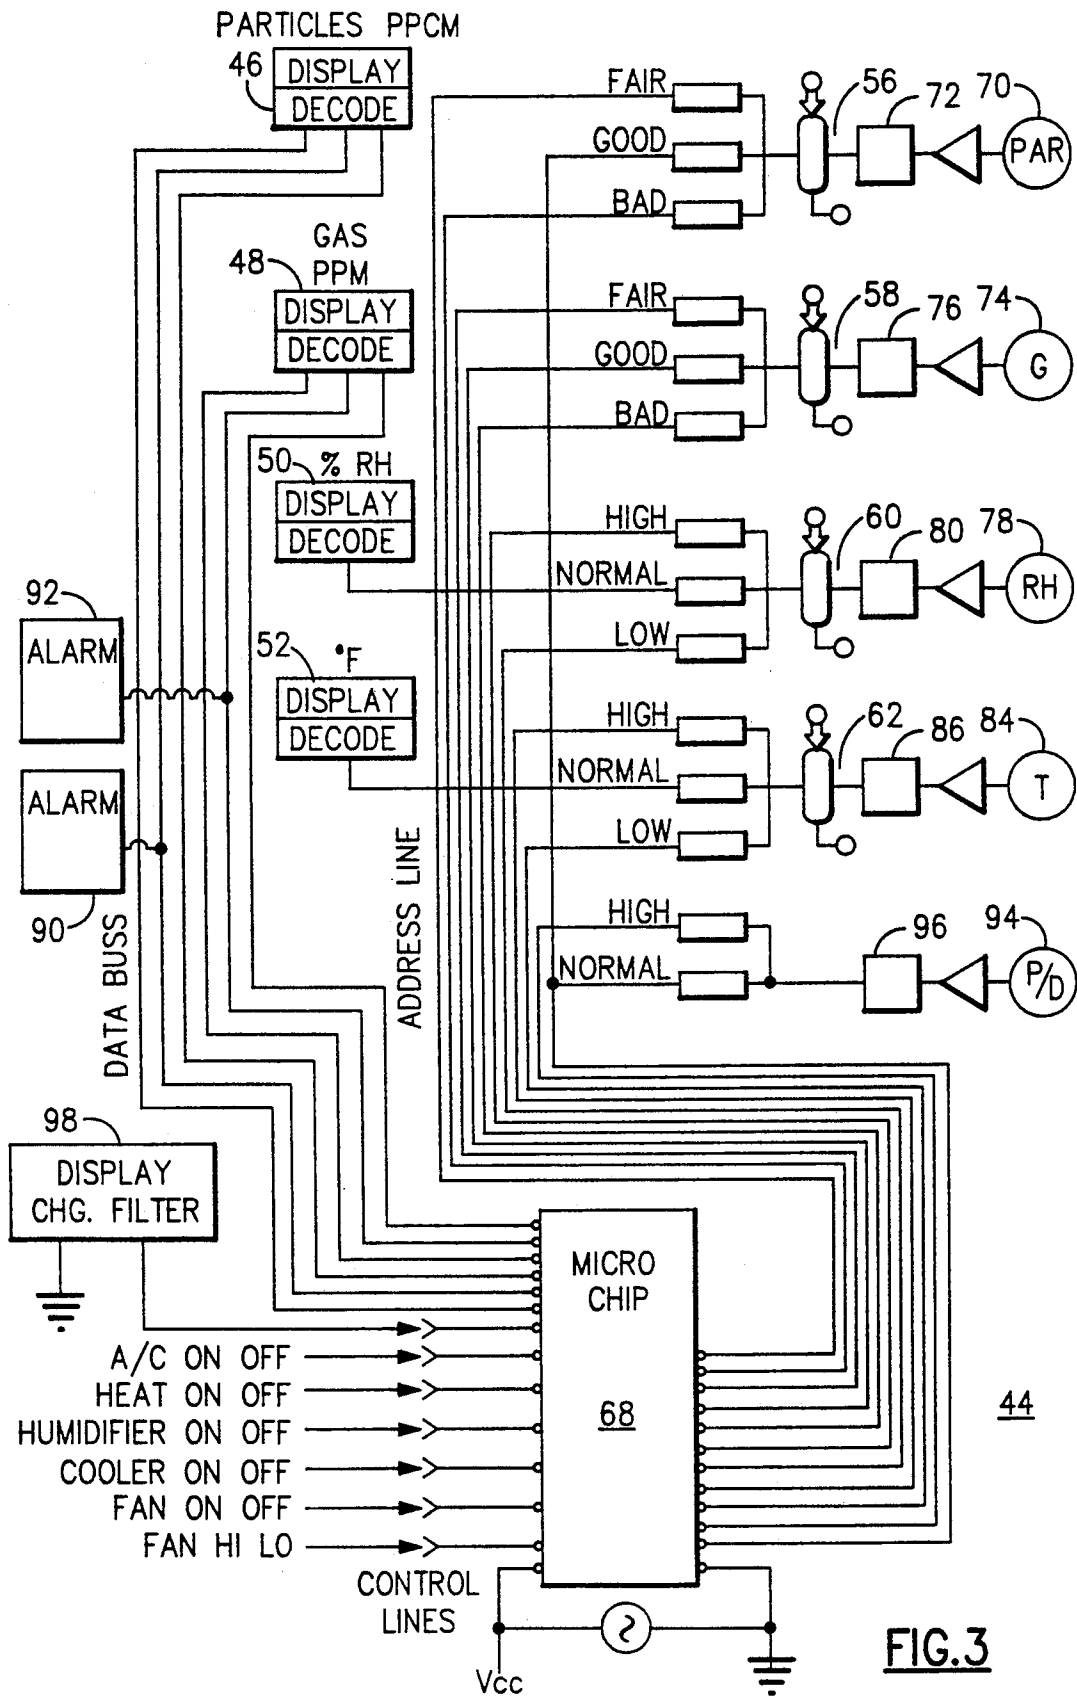 PARTICLES PPCM
46
DISPLAY
DECODE
FAIR
GOOD
BAD
56
72
70
PAR
GAS
PPM
48
DISPLAY
DECODE
FAIR
GOOD
BAD
58
76
74
G
50
% RH
DISPLAY
DECODE
HIGH
NORMAL
LOW
60
80
78
RH
92
ALARM
52
°F
DISPLAY
DECODE
HIGH
NORMAL
LOW
62
86
84
T
ALARM
90
DATA BUSS
ADDRESS LINE
HIGH
NORMAL
96
94
P/D
98
DISPLAY
CHG. FILTER
MICRO
CHIP
68
44
A/C ON OFF
HEAT ON OFF
HUMIDIFIER ON OFF
COOLER ON OFF
FAN ON OFF
FAN HI LO
CONTROL
LINES
Vcc
FIG.3